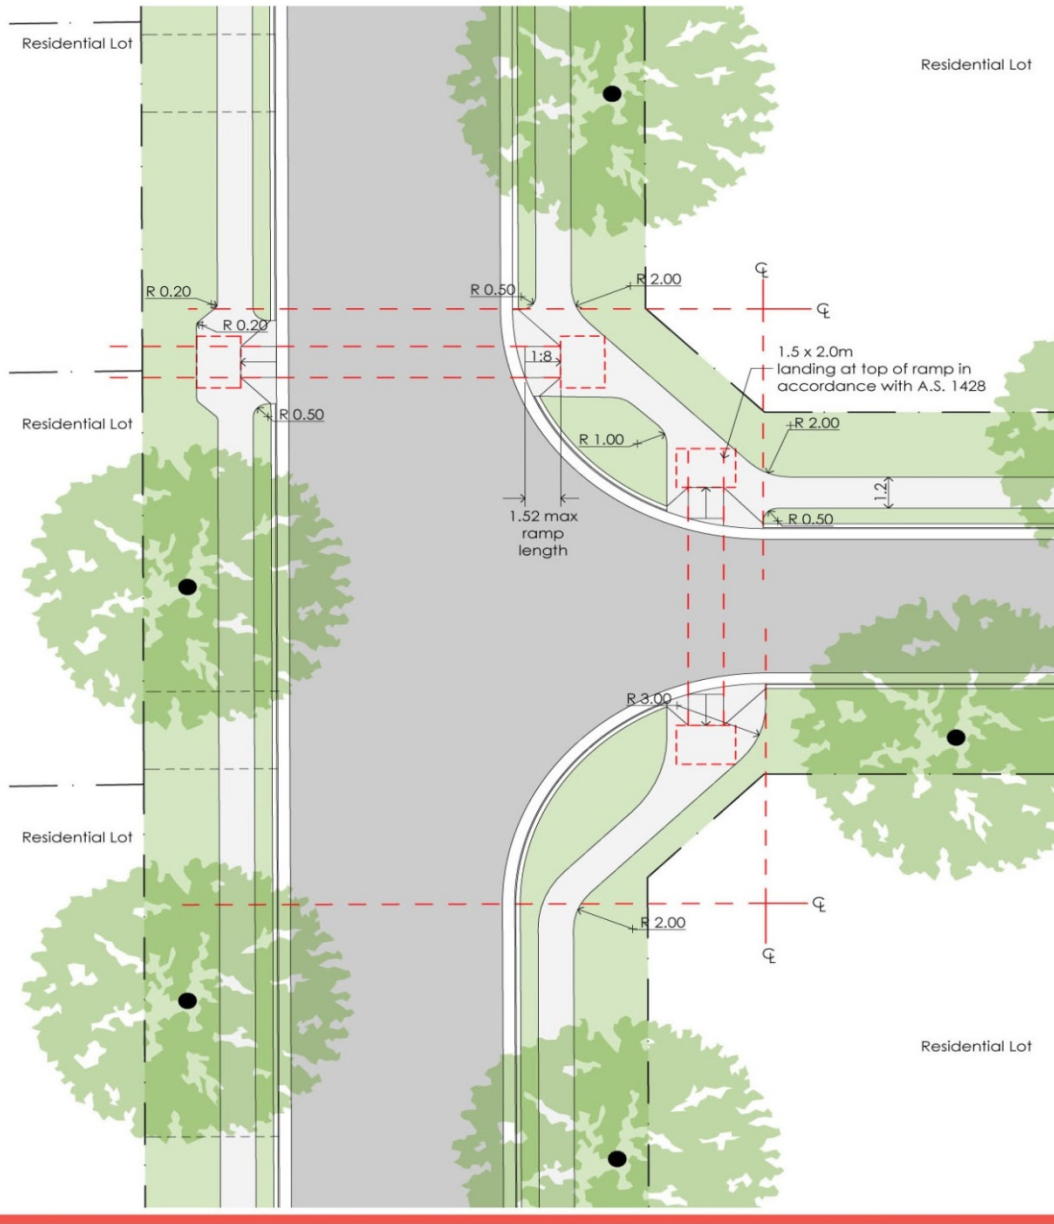 Residential Lot
Residential Lot
℄
R 0.20
R 0.50
R 2.00
℄
R 0.20
1:8
1.5 x 2.0m
landing at top of ramp in
accordance with A.S. 1428
Residential Lot
R 0.50
R 1.00
R 2.00
1.2
1.52 max
ramp
length
R 0.50
R 3.00
Residential Lot
℄
R 2.00
℄
Residential Lot